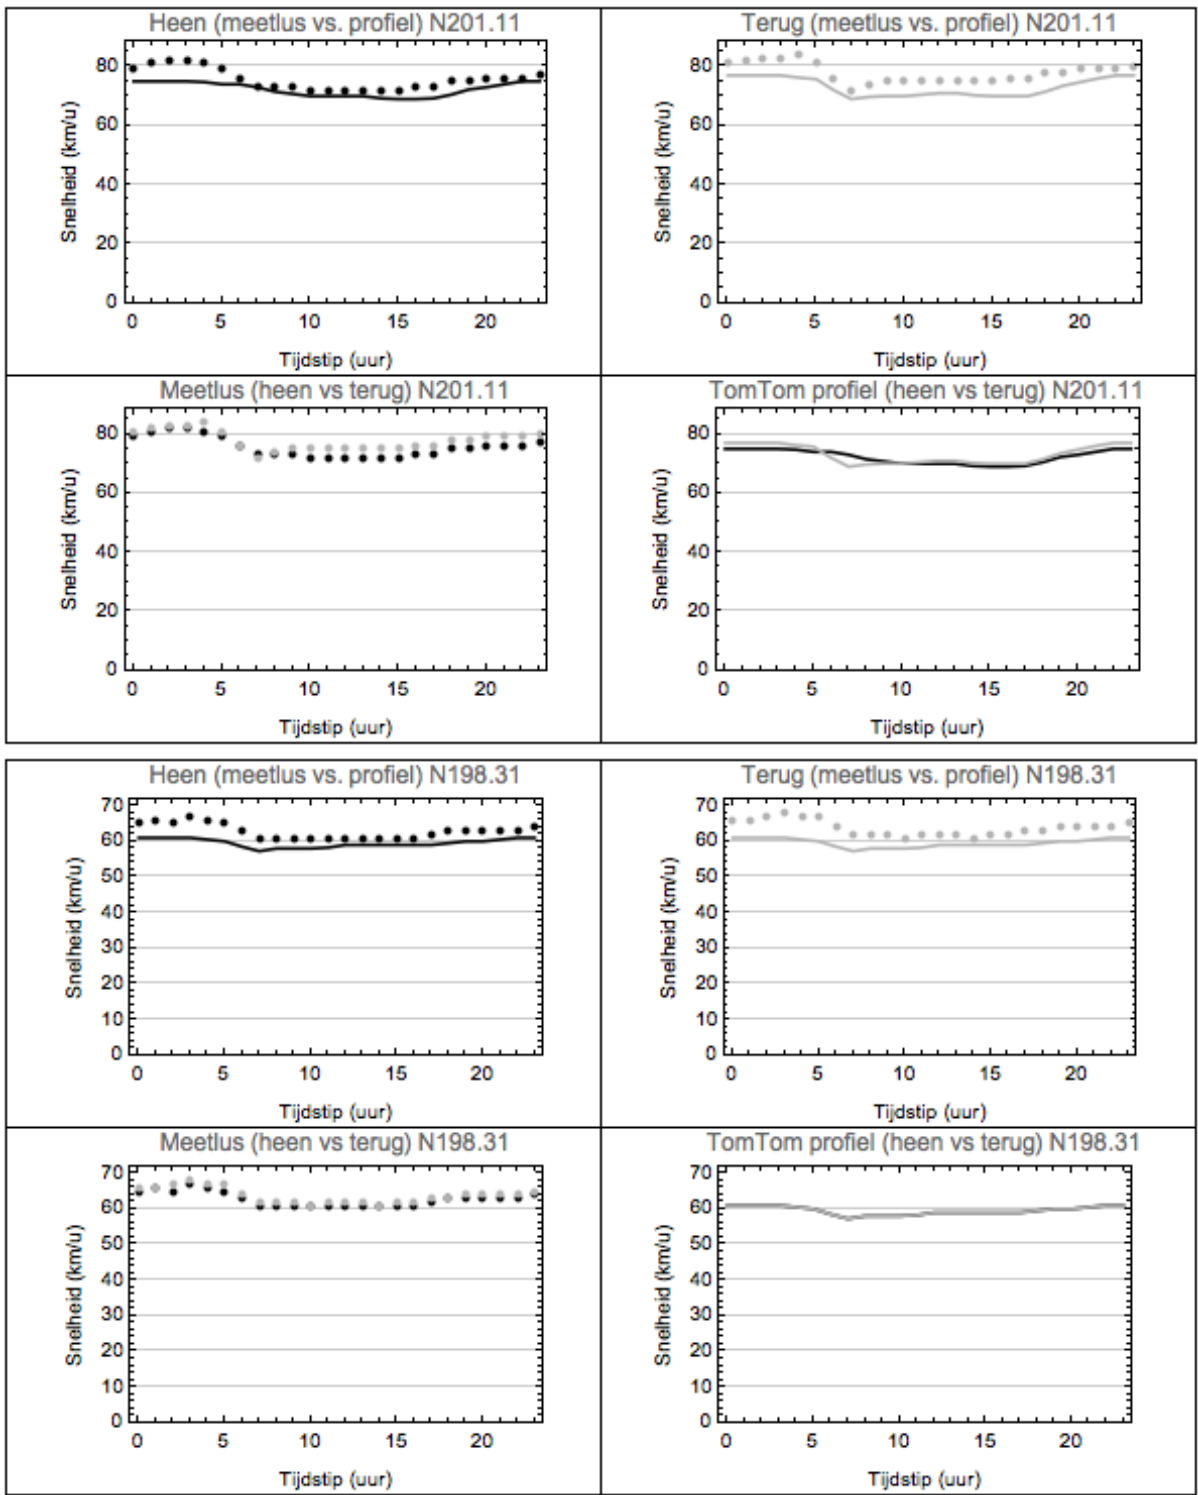 Heen (meetlus vs. profiel) N201.11
80
60
40
20
0
Snelheid (km/u)
0 5 10 15 20
Tijdstip (uur)
Terug (meetlus vs. profiel) N201.11
80
60
40
20
0
Snelheid (km/u)
0 5 10 15 20
Tijdstip (uur)
Meetlus (heen vs terug) N201.11
80
60
40
20
0
Snelheid (km/u)
0 5 10 15 20
Tijdstip (uur)
TomTom profiel (heen vs terug) N201.11
80
60
40
20
0
Snelheid (km/u)
0 5 10 15 20
Tijdstip (uur)
Heen (meetlus vs. profiel) N198.31
70
60
50
40
30
20
10
0
Snelheid (km/u)
0 5 10 15 20
Tijdstip (uur)
Terug (meetlus vs. profiel) N198.31
70
60
50
40
30
20
10
0
Snelheid (km/u)
0 5 10 15 20
Tijdstip (uur)
Meetlus (heen vs terug) N198.31
70
60
50
40
30
20
10
0
Snelheid (km/u)
0 5 10 15 20
Tijdstip (uur)
TomTom profiel (heen vs terug) N198.31
70
60
50
40
30
20
10
0
Snelheid (km/u)
0 5 10 15 20
Tijdstip (uur)